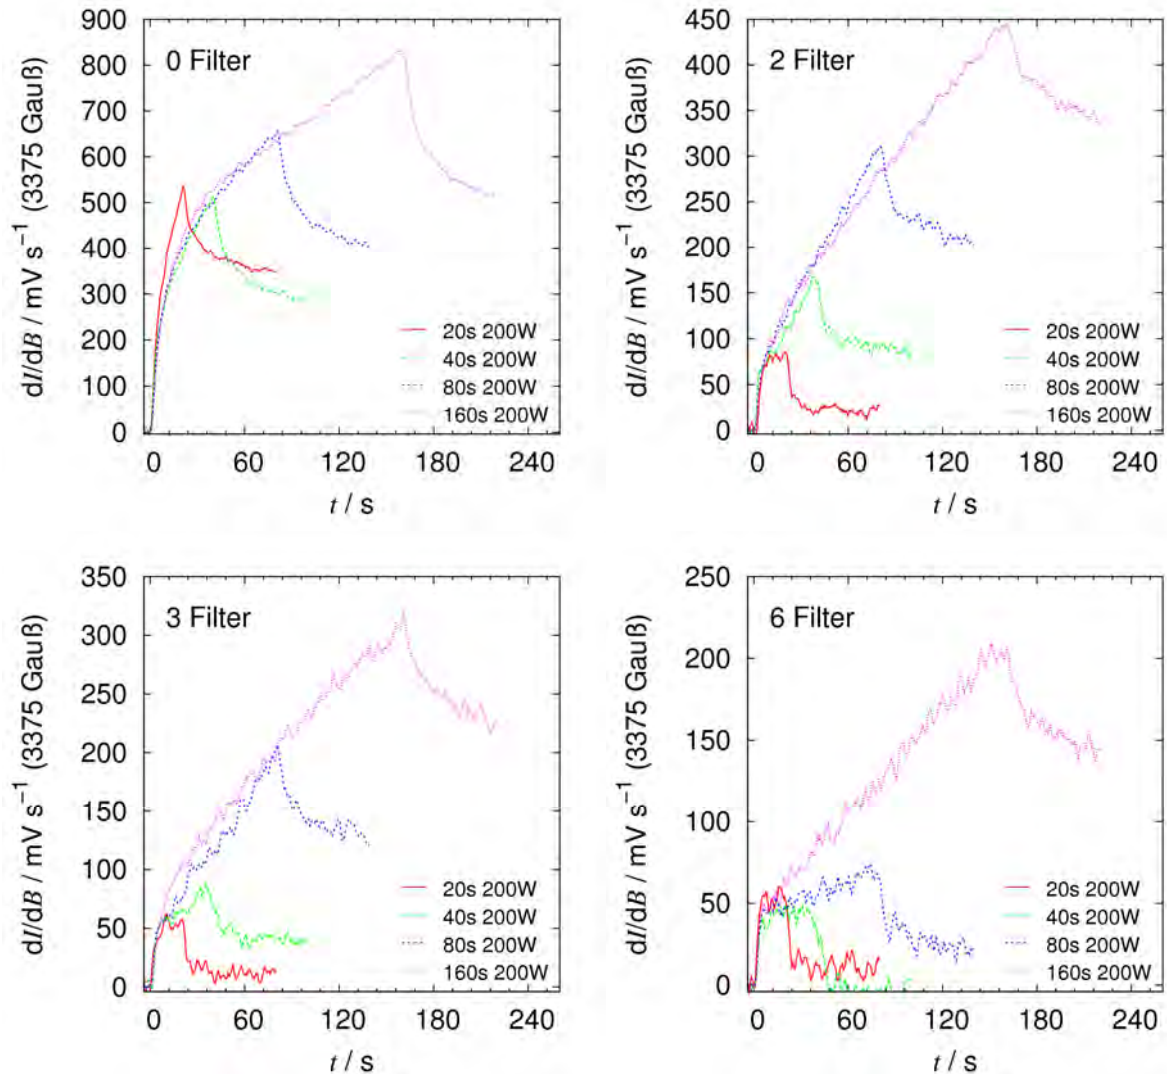 0 Filter
dI/dB / mV s⁻¹ (3375 Gauß)
900
800
700
600
500
400
300
200
100
0
20s 200W
40s 200W
80s 200W
160s 200W
0 60 120 180 240
t / s
2 Filter
dI/dB / mV s⁻¹ (3375 Gauß)
450
400
350
300
250
200
150
100
50
0
20s 200W
40s 200W
80s 200W
160s 200W
0 60 120 180 240
t / s
3 Filter
dI/dB / mV s⁻¹ (3375 Gauß)
350
300
250
200
150
100
50
0
20s 200W
40s 200W
80s 200W
160s 200W
0 60 120 180 240
t / s
6 Filter
dI/dB / mV s⁻¹ (3375 Gauß)
250
200
150
100
50
0
20s 200W
40s 200W
80s 200W
160s 200W
0 60 120 180 240
t / s